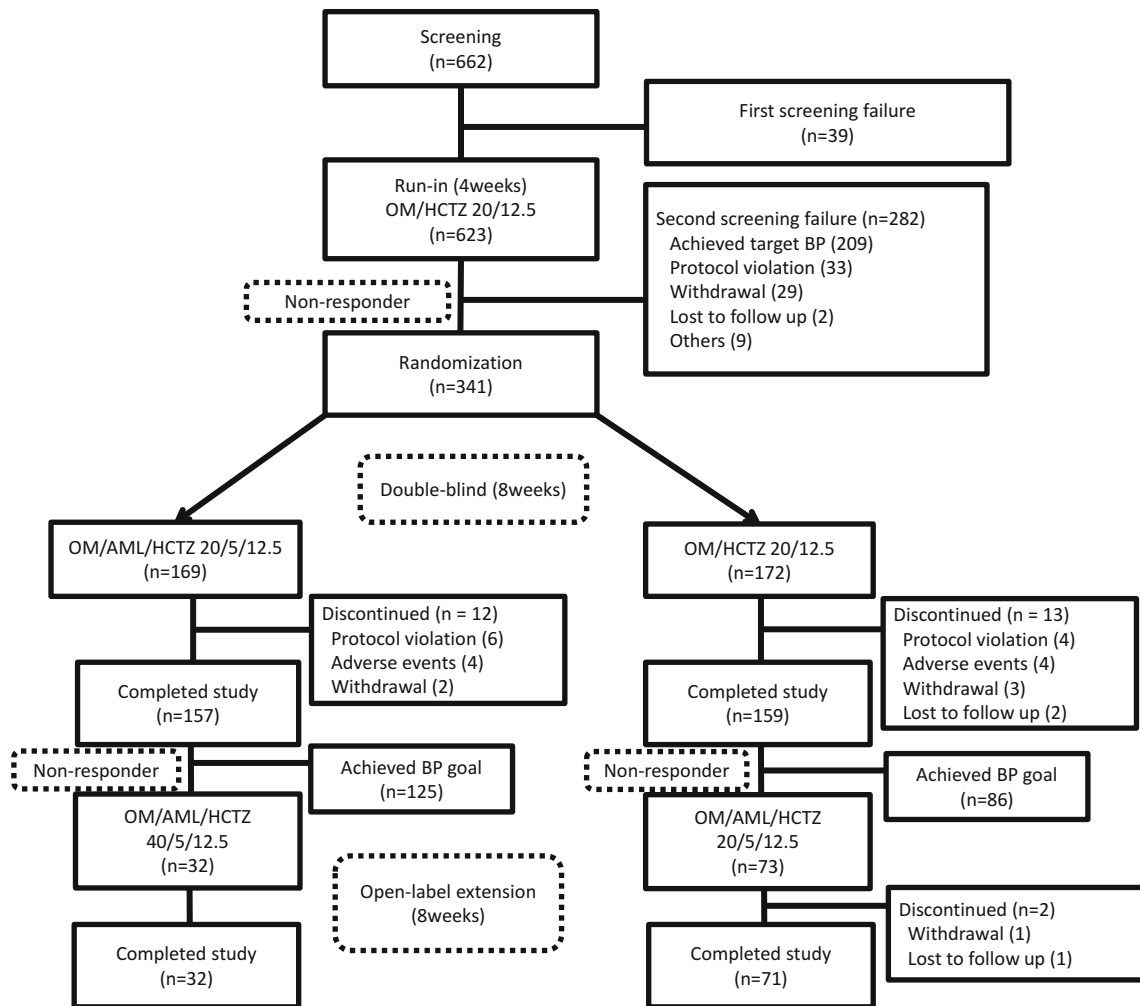 Screening
(n=662)
First screening failure
(n=39)
Run-in (4weeks)
OM/HCTZ 20/12.5
(n=623)
Second screening failure (n=282)
Achieved target BP (209)
Protocol violation (33)
Withdrawal (29)
Lost to follow up (2)
Others (9)
Non-responder
Randomization
(n=341)
Double-blind (8weeks)
OM/AML/HCTZ 20/5/12.5
(n=169)
OM/HCTZ 20/12.5
(n=172)
Discontinued (n = 12)
Protocol violation (6)
Adverse events (4)
Withdrawal (2)
Discontinued (n = 13)
Protocol violation (4)
Adverse events (4)
Withdrawal (3)
Lost to follow up (2)
Completed study
(n=157)
Completed study
(n=159)
Non-responder
Achieved BP goal
(n=125)
Non-responder
Achieved BP goal
(n=86)
OM/AML/HCTZ
40/5/12.5
(n=32)
OM/AML/HCTZ
20/5/12.5
(n=73)
Open-label extension
(8weeks)
Discontinued (n=2)
Withdrawal (1)
Lost to follow up (1)
Completed study
(n=32)
Completed study
(n=71)